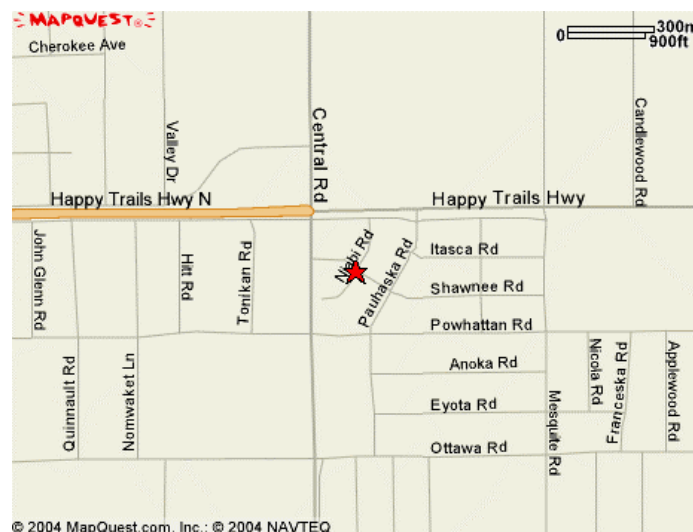 MAPQUEST
Cherokee Ave
0 300m
900ft
Valley Dr
Central Rd
Candlewood Rd
Happy Trails Hwy N
Happy Trails Hwy
John Glenn Rd
Hitt Rd
Tonikan Rd
Rd
Pauhaska Rd
Itasca Rd
Shawnee Rd
Powhattan Rd
Quinnault Rd
Nomwaket Ln
Anoka Rd
Eyota Rd
Ottawa Rd
Mesquite Rd
Nicola Rd
Franceska Rd
Applewood Rd
© 2004 MapQuest.com, Inc.; © 2004 NAVTEQ